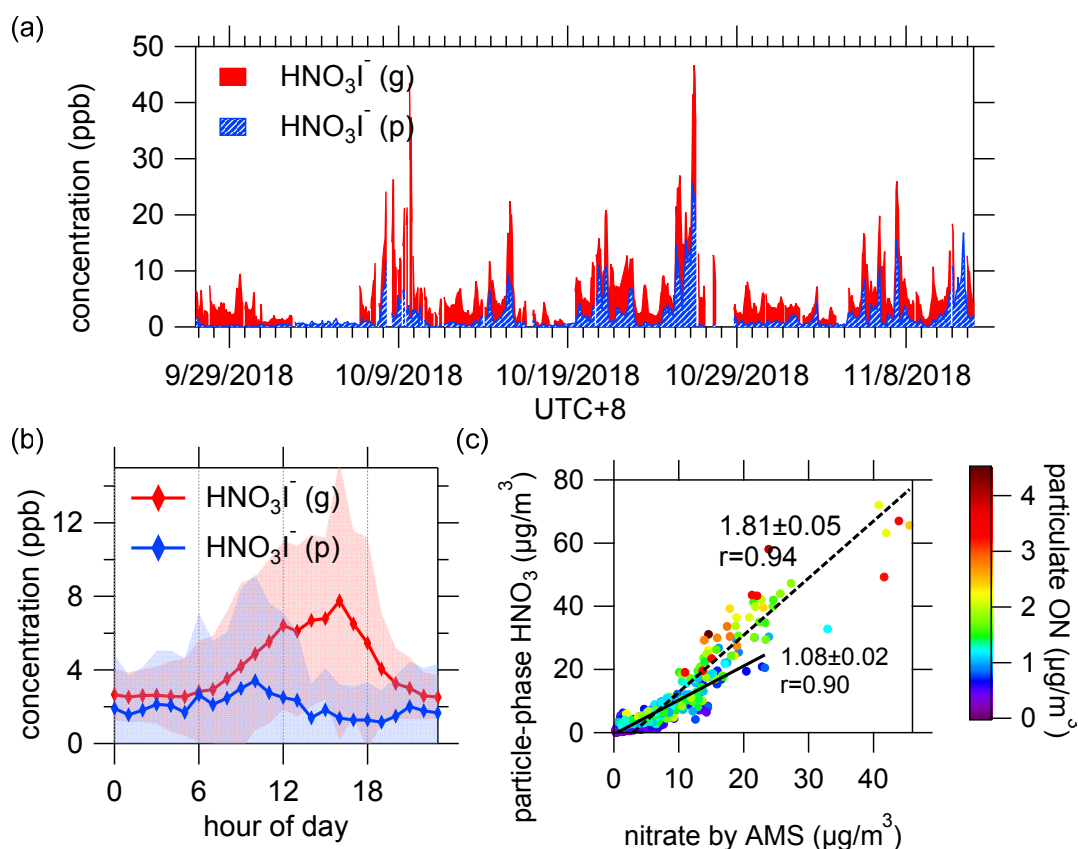 (a)
50
40
30
20
10
0
concentration (ppb)
HNO₃I⁻ (g)
HNO₃I⁻ (p)
9/29/2018 10/9/2018 10/19/2018 10/29/2018 11/8/2018
UTC+8
(b)
12
8
4
0
concentration (ppb)
HNO₃I⁻ (g)
HNO₃I⁻ (p)
0 6 12 18
hour of day
(c)
80
60
40
20
0
particle-phase HNO₃ (µg/m³)
1.81±0.05
r=0.94
1.08±0.02
r=0.90
0 10 20 30 40
nitrate by AMS (µg/m³)
4
3
2
1
0
particulate ON (µg/m³)